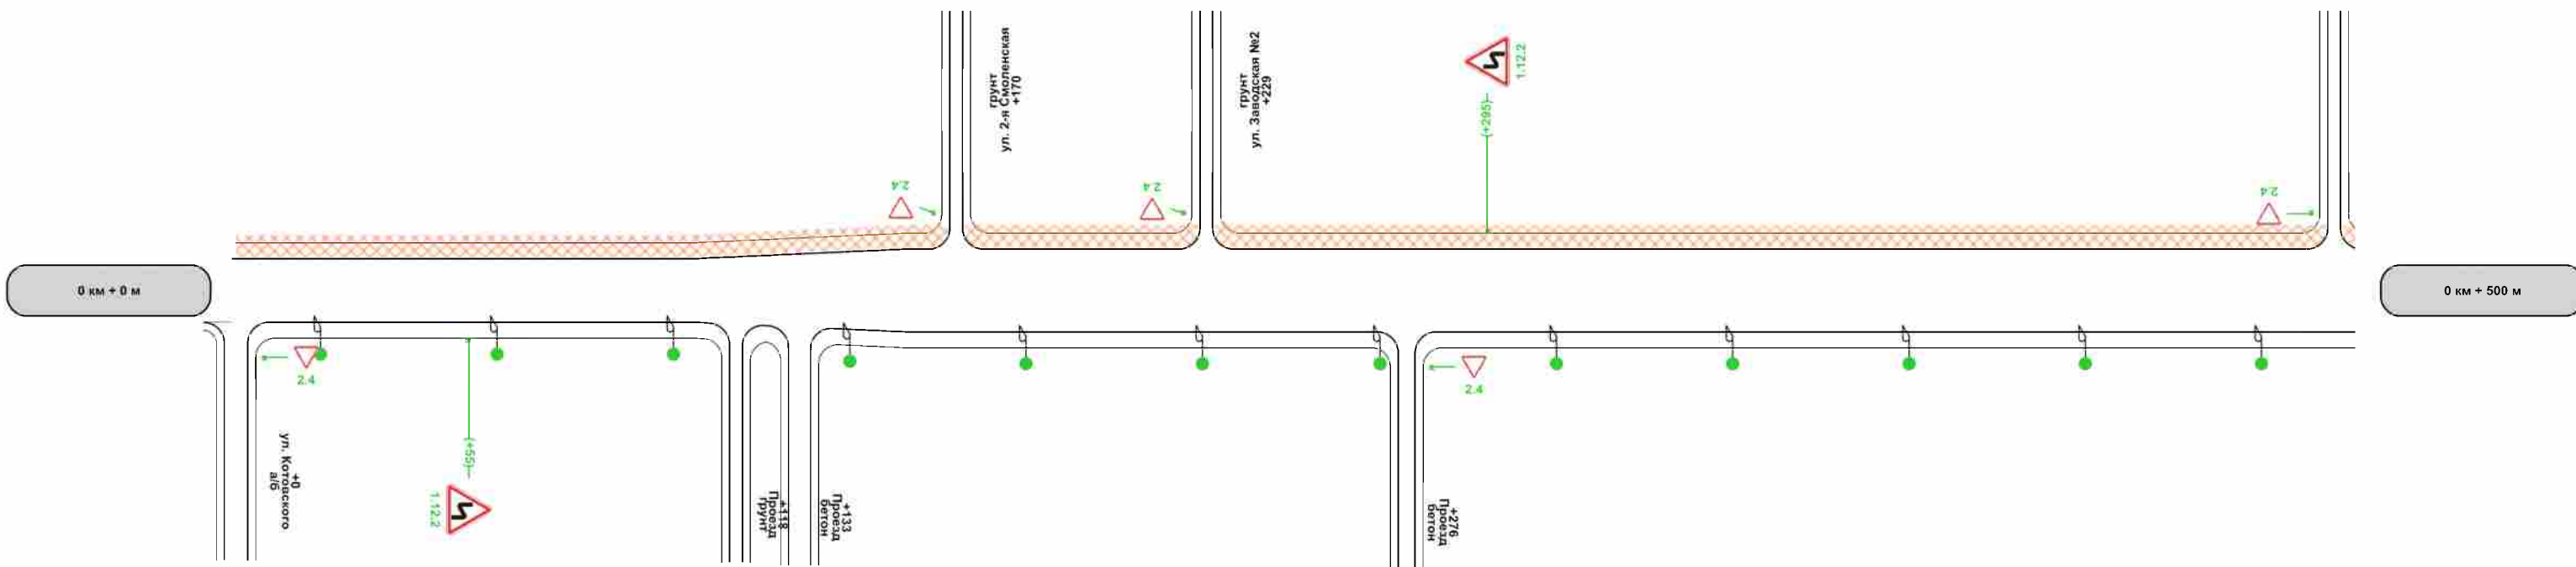 грунт
ул. 2-я Смоленская
+170
грунт
ул. Заводская №2
+229
1.12.2
(+295)
2.4
2.4
2.4
0 км + 0 м
0 км + 500 м
2.4
2.4
+0
ул. Котовского
а/б
(+55)
1.12.2
+118
Проезд
грунт
+133
Проезд
бетон
+276
Проезд
бетон